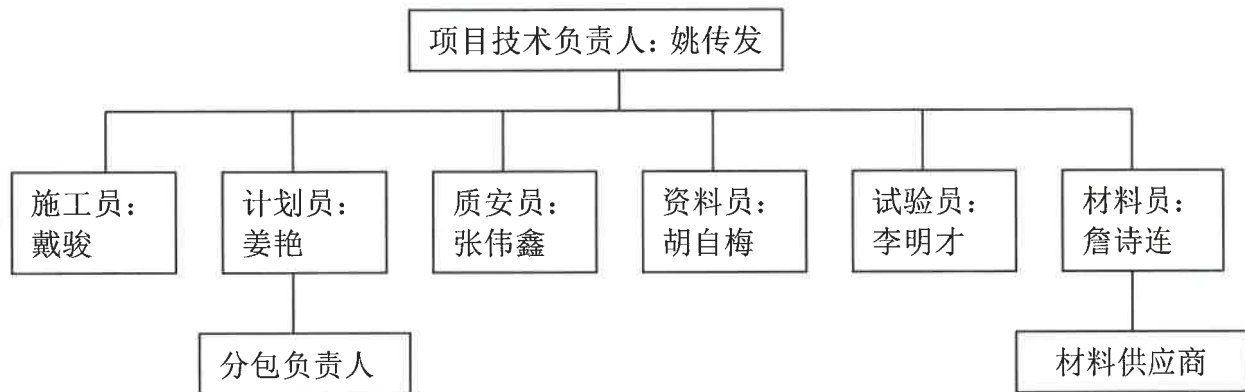 项目技术负责人：姚传发
施工员：
戴骏
计划员：
姜艳
质安员：
张伟鑫
资料员：
胡自梅
试验员：
李明才
材料员：
詹诗连
分包负责人
材料供应商